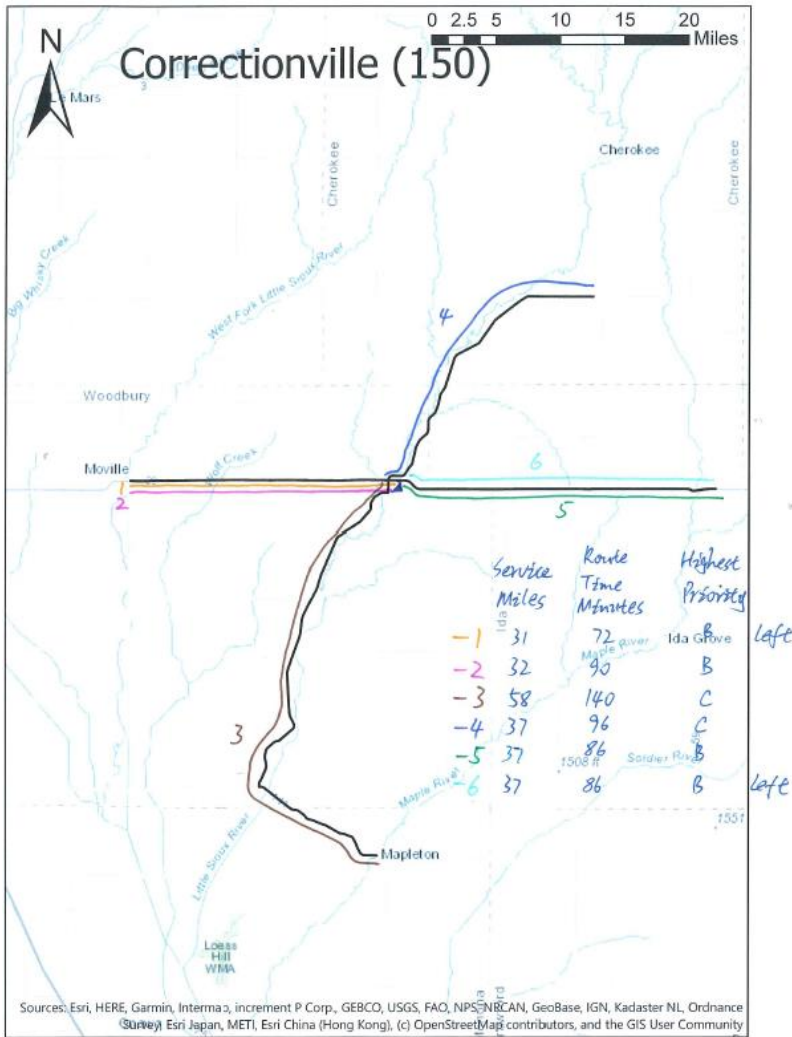 0 2.5 5 10 15 20
Miles
N
Correctionville (150)
Le Mars
3
Cherokee
Cherokee
Cherokee
Big Whisky Creek
West Fork Little Sioux River
4
Woodbury
Moville
Wolf Creek
1
2
6
5
Service Miles Route Time Minutes Highest Priority
Ida
-1 31 72 B left
Maple River Ida Grove
-2 32 90 B
-3 58 140 C
-4 37 96 C
-5 37 86 B
1508 ft Soldier River
-6 37 86 B left
3
Maple River
1551
Little Sioux River
Mapleton
Loess
Hill
WMA
Sources: Esri, HERE, Garmin, Intermap, increment P Corp., GEBCO, USGS, FAO, NPS, NRCAN, GeoBase, IGN, Kadaster NL, Ordnance
Survey, Esri Japan, METI, Esri China (Hong Kong), (c) OpenStreetMap contributors, and the GIS User Community